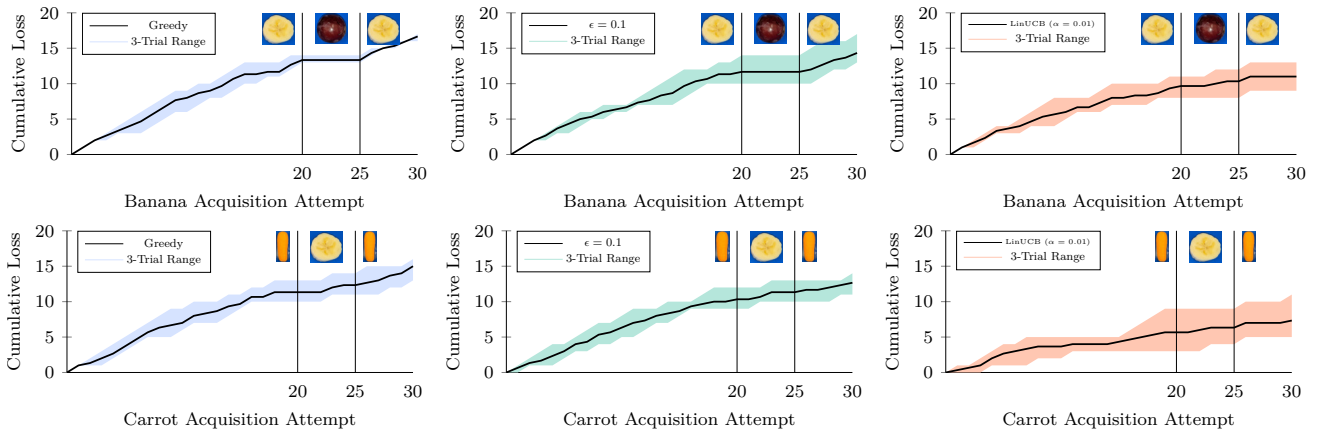 Cumulative Loss
20
15
10
5
0
Greedy
3-Trial Range
20 25 30
Banana Acquisition Attempt
Cumulative Loss
20
15
10
5
0
ϵ = 0.1
3-Trial Range
20 25 30
Banana Acquisition Attempt
Cumulative Loss
20
15
10
5
0
LinUCB (α = 0.01)
3-Trial Range
20 25 30
Banana Acquisition Attempt
Cumulative Loss
20
15
10
5
0
Greedy
3-Trial Range
20 25 30
Carrot Acquisition Attempt
Cumulative Loss
20
15
10
5
0
ϵ = 0.1
3-Trial Range
20 25 30
Carrot Acquisition Attempt
Cumulative Loss
20
15
10
5
0
LinUCB (α = 0.01)
3-Trial Range
20 25 30
Carrot Acquisition Attempt